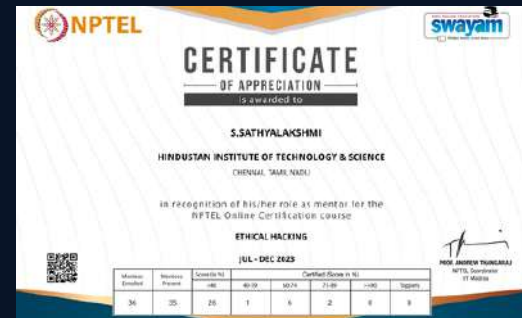 NPTEL
swayam
CERTIFICATE
OF APPRECIATION
is awarded to
S.SATHYALAKSHMI
HINDUSTAN INSTITUTE OF TECHNOLOGY & SCIENCE
CHENNAI, TAMIL NADU
in recognition of his/her role as mentor for the
NPTEL Online Certification course
ETHICAL HACKING
JUL - DEC 2023
PROF. ANDREW THANGARAJ
NPTEL Coordinator
IIT Madras
Mentees Enrolled
Mentees Present
Certified (Score in %)
<40 40-59 60-74 75-89 >=90 Toppers
36 35 26 1 6 2 0 0